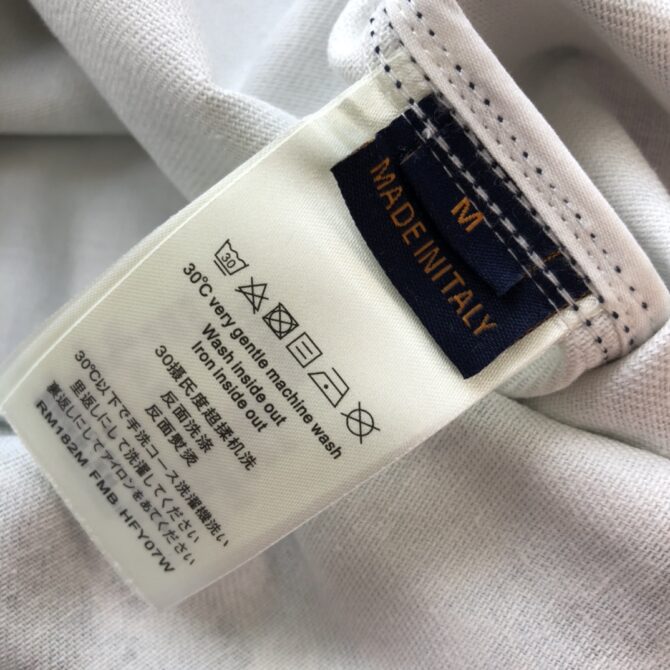 M
MADE IN ITALY
30
30°C very gentle machine wash
Wash inside out
Iron inside out
30攝氏度超揉机洗
反面洗涤
反面熨烫
30℃以下で手洗コース洗濯機洗い
里返しにして洗濯してください
裏返しにしてアイロンをあてください
RM182M FMB HFY07W